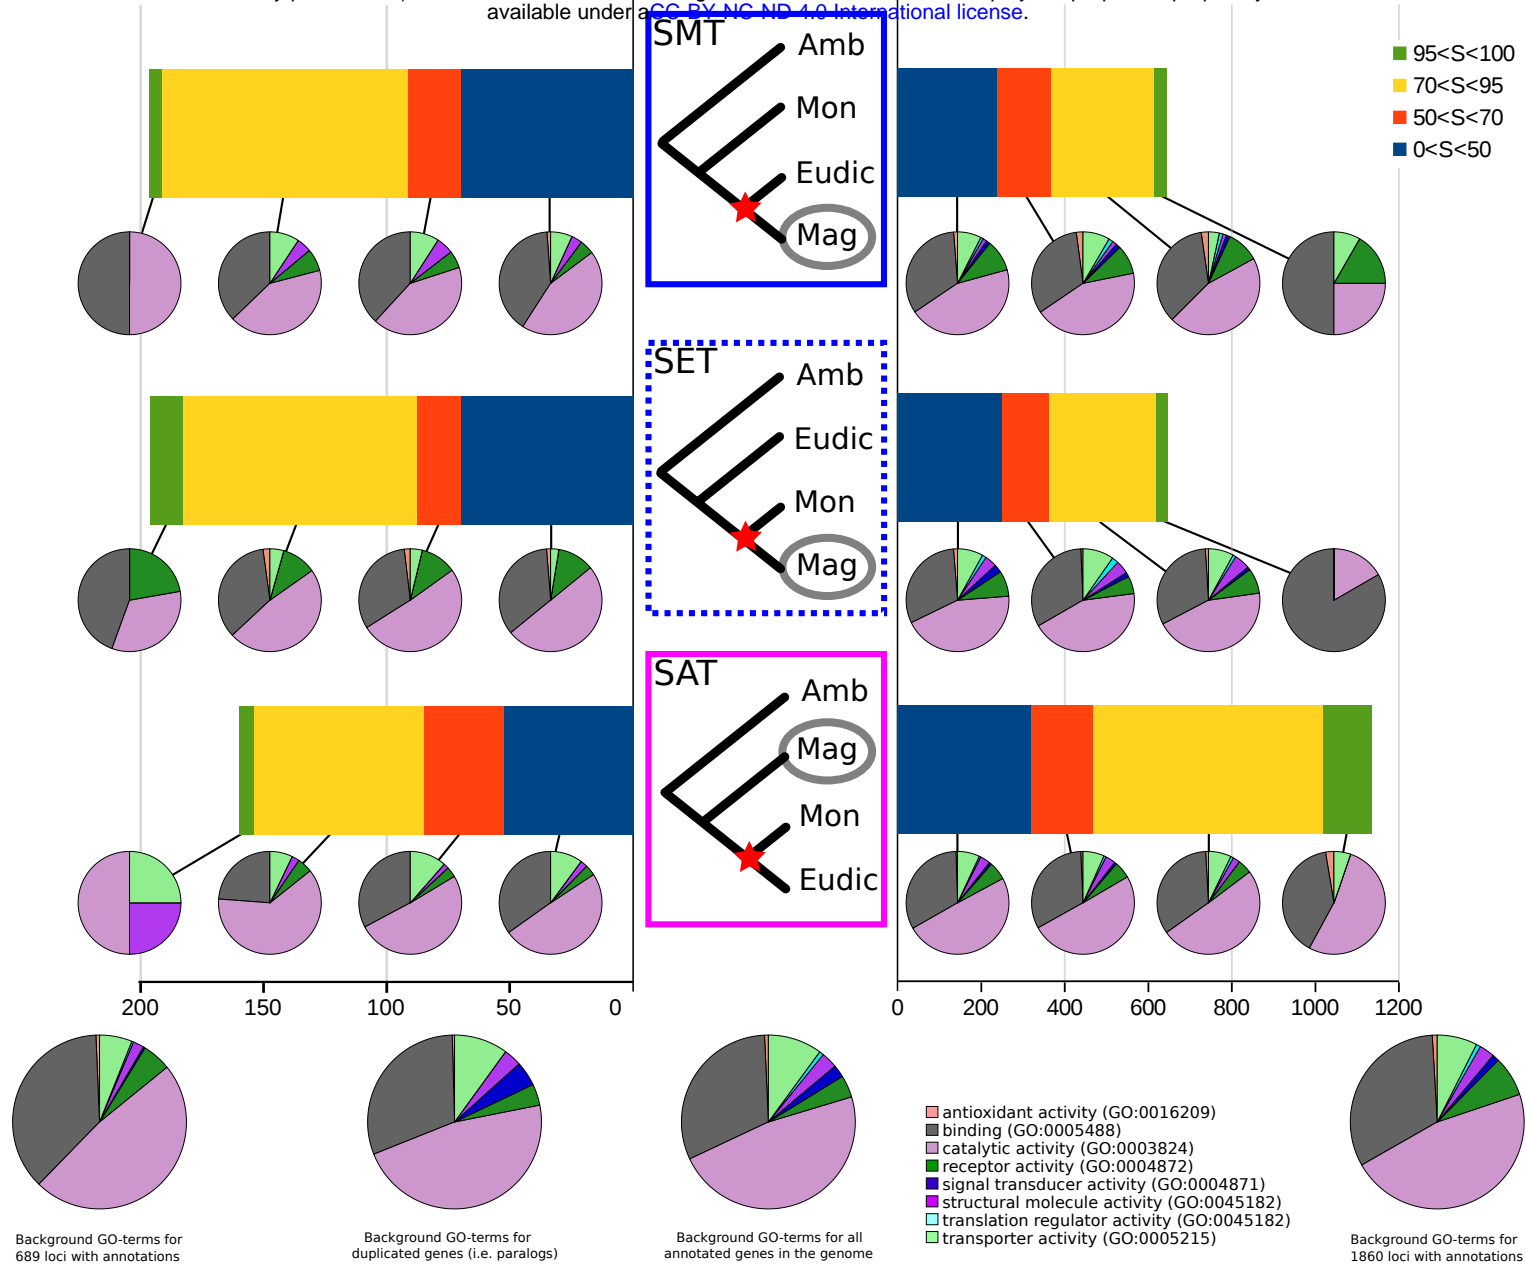 available under aCC-BY-NC-ND 4.0 International license.
SMT
Amb
Mon
Eudic
Mag
95<S<100
70<S<95
50<S<70
0<S<50
SET
Amb
Eudic
Mon
Mag
SAT
Amb
Mag
Mon
Eudic
200 150 100 50 0
0 200 400 600 800 1000 1200
antioxidant activity (GO:0016209)
binding (GO:0005488)
catalytic activity (GO:0003824)
receptor activity (GO:0004872)
signal transducer activity (GO:0004871)
structural molecule activity (GO:0045182)
translation regulator activity (GO:0045182)
transporter activity (GO:0005215)
Background GO-terms for
689 loci with annotations
Background GO-terms for
duplicated genes (i.e. paralogs)
Background GO-terms for all
annotated genes in the genome
Background GO-terms for
1860 loci with annotations